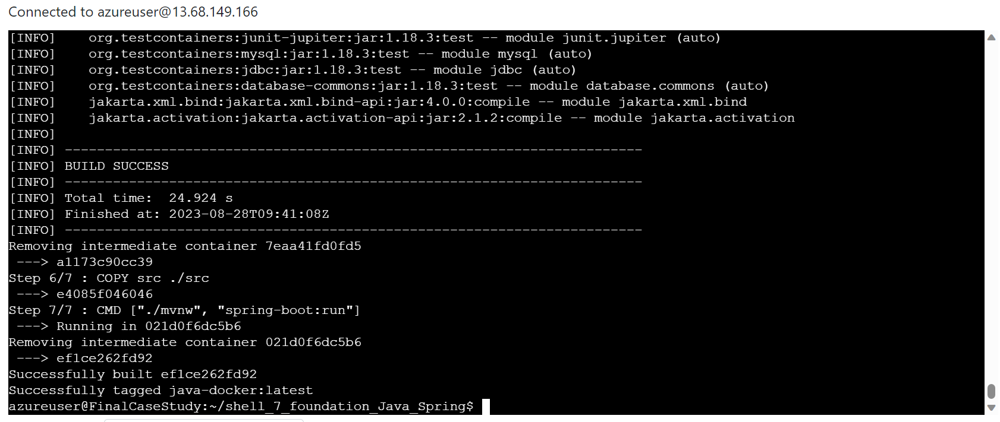 Connected to azureuser@13.68.149.166
[INFO]    org.testcontainers:junit-jupiter:jar:1.18.3:test -- module junit.jupiter (auto)
[INFO]    org.testcontainers:mysql:jar:1.18.3:test -- module mysql (auto)
[INFO]    org.testcontainers:jdbc:jar:1.18.3:test -- module jdbc (auto)
[INFO]    org.testcontainers:database-commons:jar:1.18.3:test -- module database.commons (auto)
[INFO]    jakarta.xml.bind:jakarta.xml.bind-api:jar:4.0.0:compile -- module jakarta.xml.bind
[INFO]    jakarta.activation:jakarta.activation-api:jar:2.1.2:compile -- module jakarta.activation
[INFO]
[INFO] ------------------------------------------------------------------------
[INFO] BUILD SUCCESS
[INFO] ------------------------------------------------------------------------
[INFO] Total time:  24.924 s
[INFO] Finished at: 2023-08-28T09:41:08Z
[INFO] ------------------------------------------------------------------------
Removing intermediate container 7eaa41fd0fd5
 ---> a1173c90cc39
Step 6/7 : COPY src ./src
 ---> e4085f046046
Step 7/7 : CMD ["./mvnw", "spring-boot:run"]
 ---> Running in 021d0f6dc5b6
Removing intermediate container 021d0f6dc5b6
 ---> ef1ce262fd92
Successfully built ef1ce262fd92
Successfully tagged java-docker:latest
azureuser@FinalCaseStudy:~/shell_7_foundation_Java_Spring$